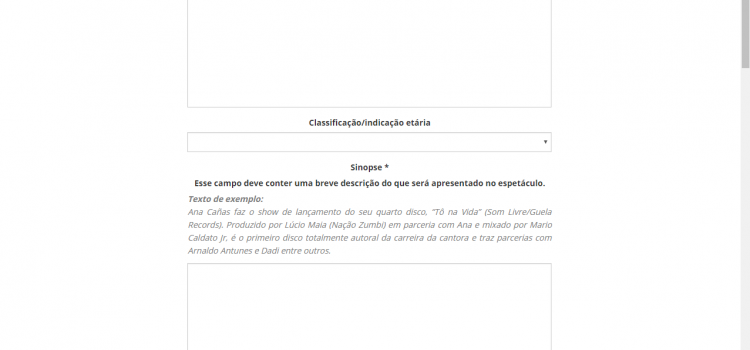 Classificação/indicação etária
Sinopse *
Esse campo deve conter uma breve descrição do que será apresentado no espetáculo.
Texto de exemplo:
Ana Cañas faz o show de lançamento do seu quarto disco, "Tô na Vida" (Som Livre/Guela
Records). Produzido por Lúcio Maia (Nação Zumbi) em parceria com Ana e mixado por Mario
Caldato Jr, é o primeiro disco totalmente autoral da carreira da cantora e traz parcerias com
Arnaldo Antunes e Dadi entre outros.